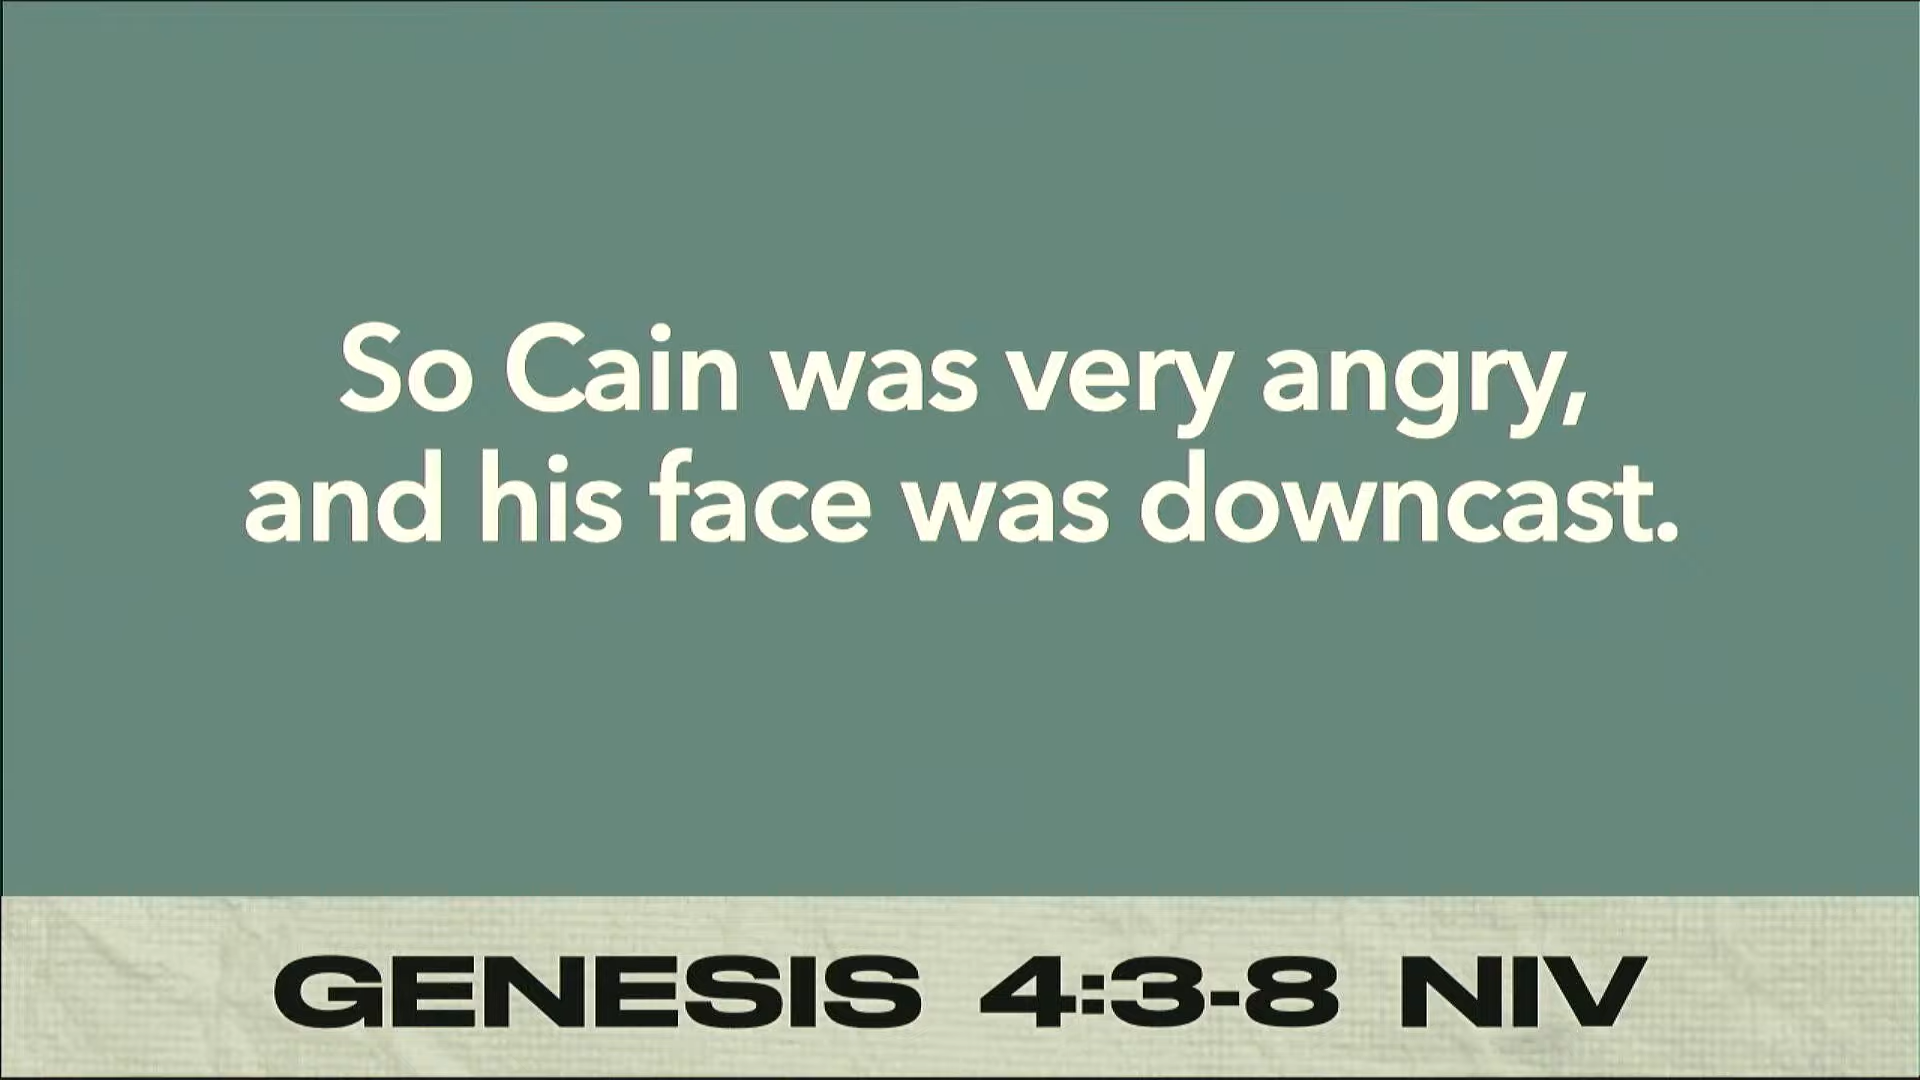 So Cain was very angry,
and his face was downcast.
GENESIS 4:3-8 NIV